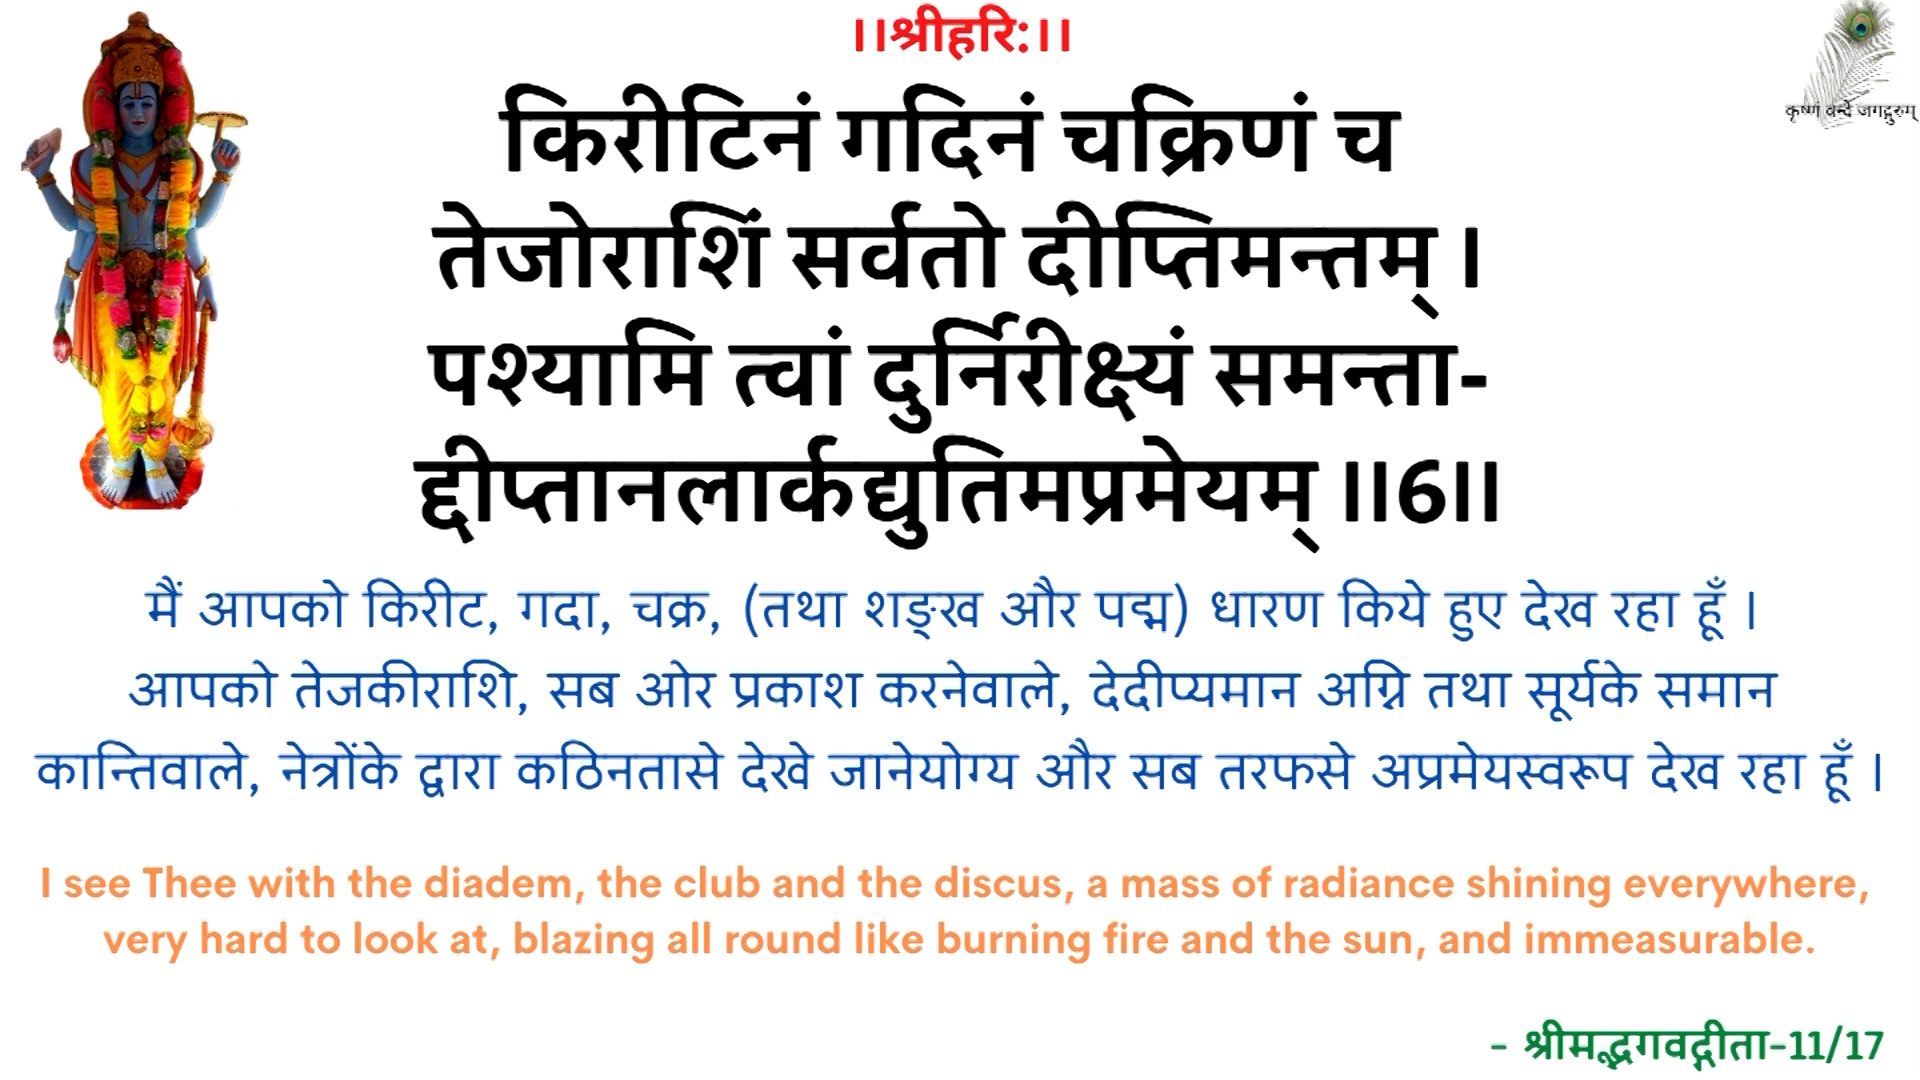 ।।श्रीहरि:।।
कृष्णं वन्दे जगद्गुरुम्
किरीटिनं गदिनं चक्रिणं च
तेजोराशिं सर्वतो दीप्तिमन्तम् ।
पश्यामि त्वां दुर्निरीक्ष्यं समन्ता-
द्दीप्तानलार्कद्युतिमप्रमेयम् ।।6।।
मैं आपको किरीट, गदा, चक्र, (तथा शङ्ख और पद्म) धारण किये हुए देख रहा हूँ ।
आपको तेजकीराशि, सब ओर प्रकाश करनेवाले, देदीप्यमान अग्नि तथा सूर्यके समान
कान्तिवाले, नेत्रोंके द्वारा कठिनतासे देखे जानेयोग्य और सब तरफसे अप्रमेयस्वरूप देख रहा हूँ ।
I see Thee with the diadem, the club and the discus, a mass of radiance shining everywhere,
very hard to look at, blazing all round like burning fire and the sun, and immeasurable.
- श्रीमद्भगवद्गीता-11/17